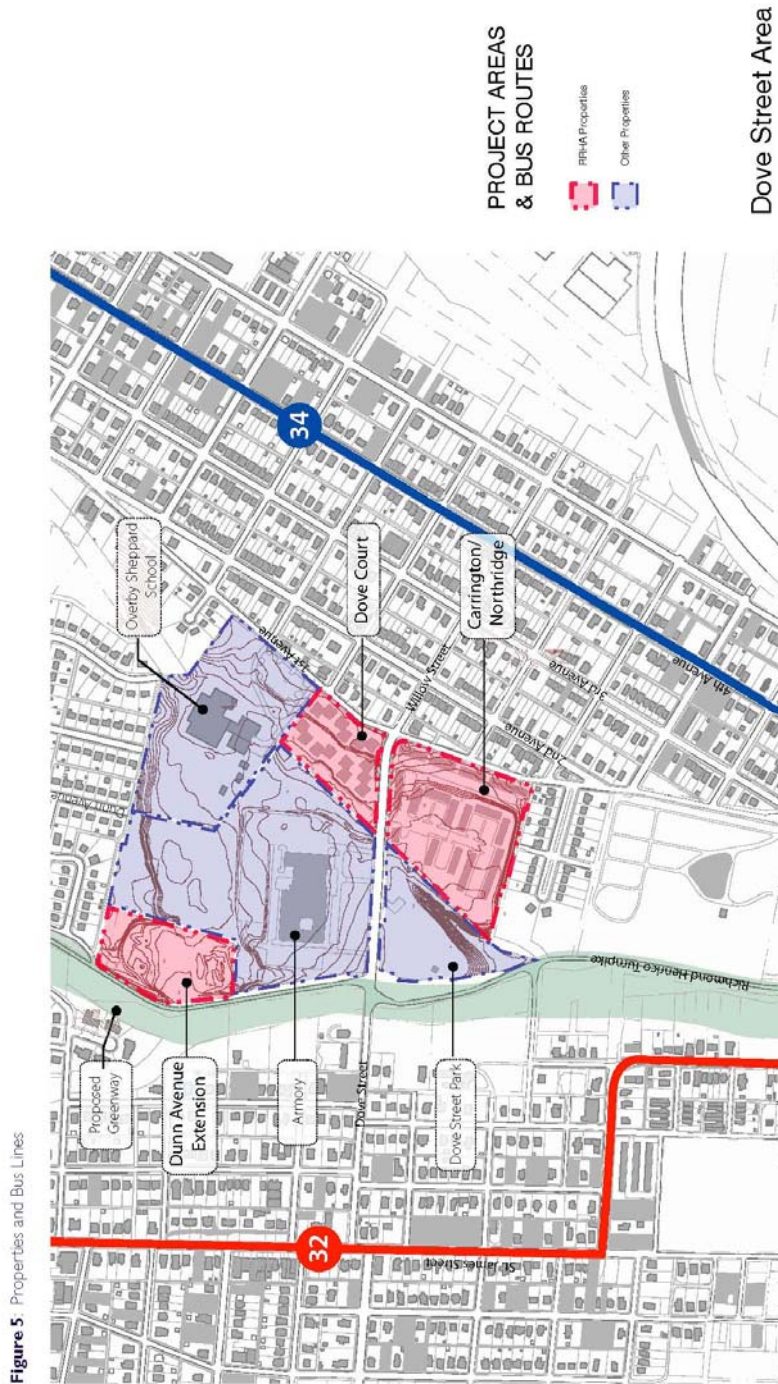 Figure 5: Properties and Bus Lines
Proposed
Greenway
Dunn Avenue
Extension
Armory
Dove Street Park
Overby Sheppard
School
Dove Court
Carrington/
Northridge
32
34
St. James Street
Dove Street
Richmond Henrico Turnpike
Dunn Avenue
1st Avenue
Willow Street
2nd Avenue
3rd Avenue
4th Avenue
PROJECT AREAS
& BUS ROUTES
RRHA Properties
Other Properties
Dove Street Area